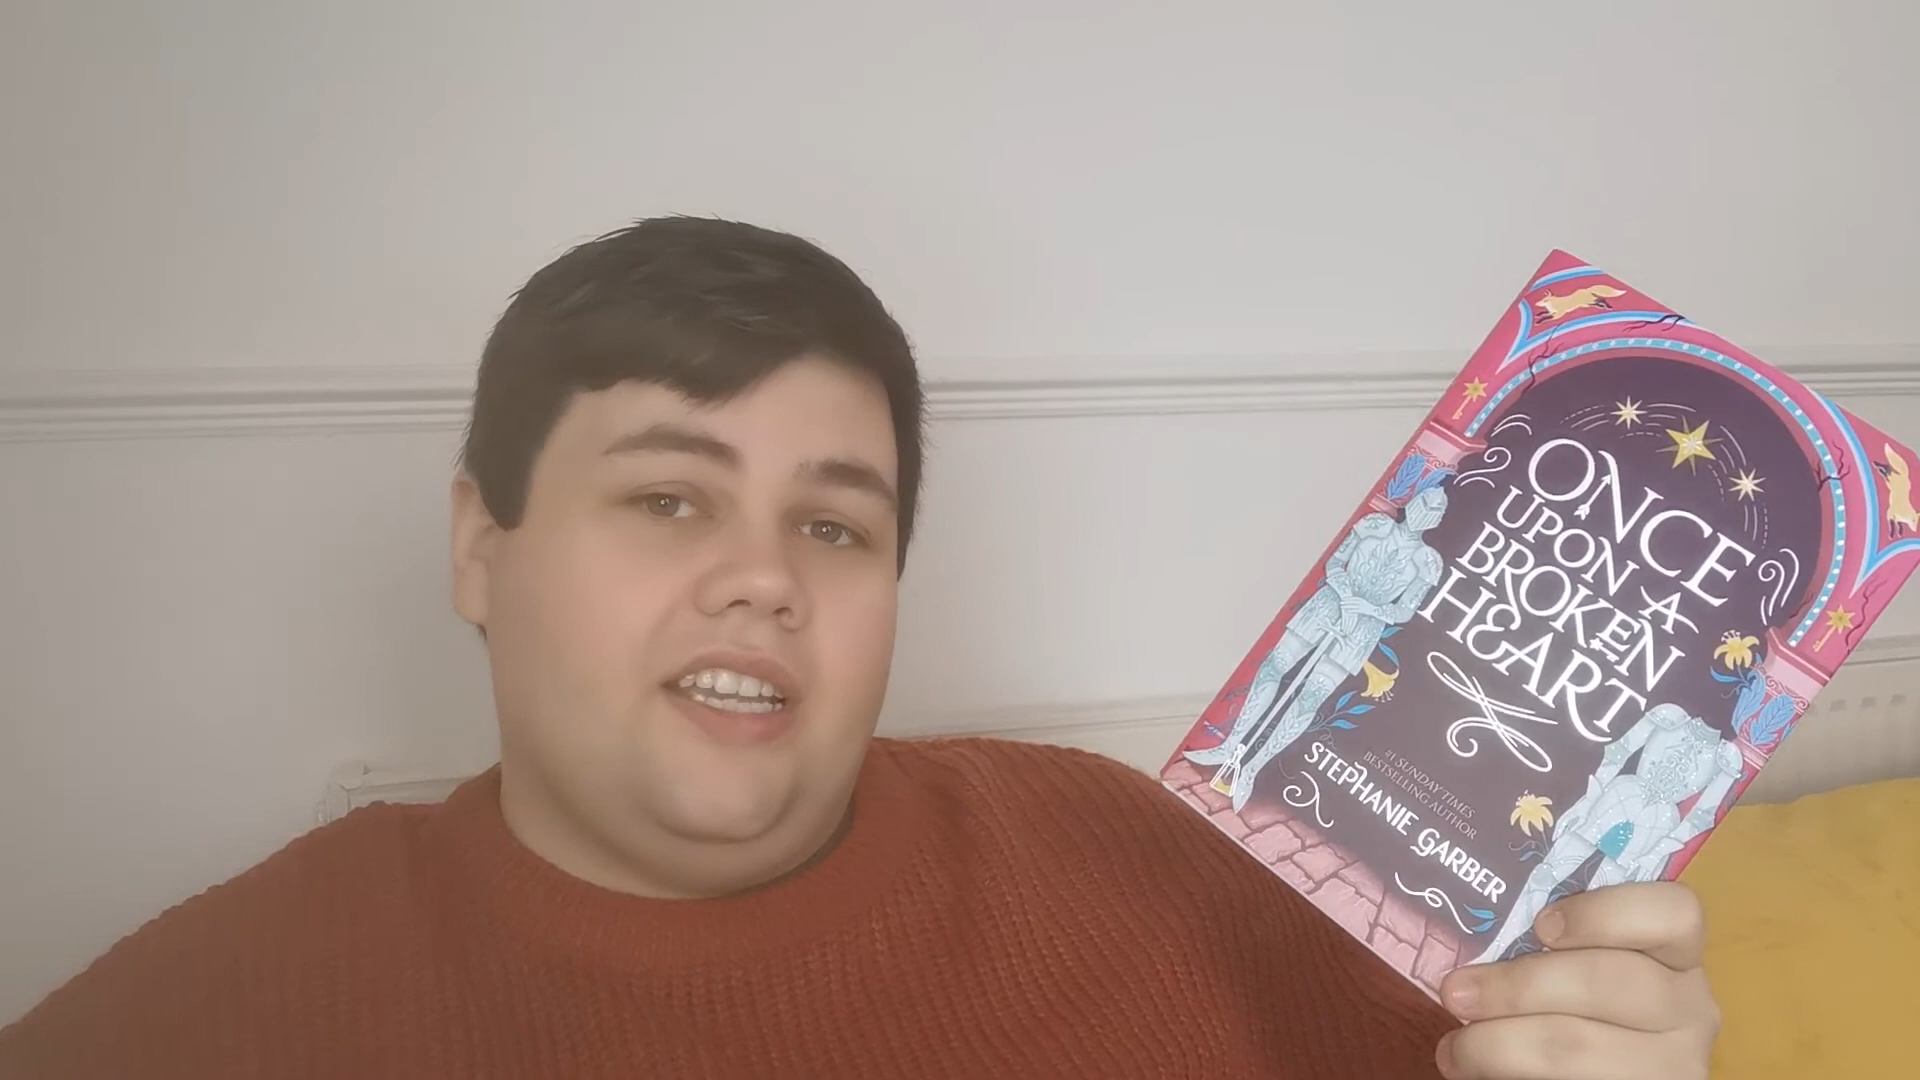 ONCE
UPON A
BROKEN
HEART
#1 SUNDAY TIMES
BESTSELLING AUTHOR
STEPHANIE GARBER